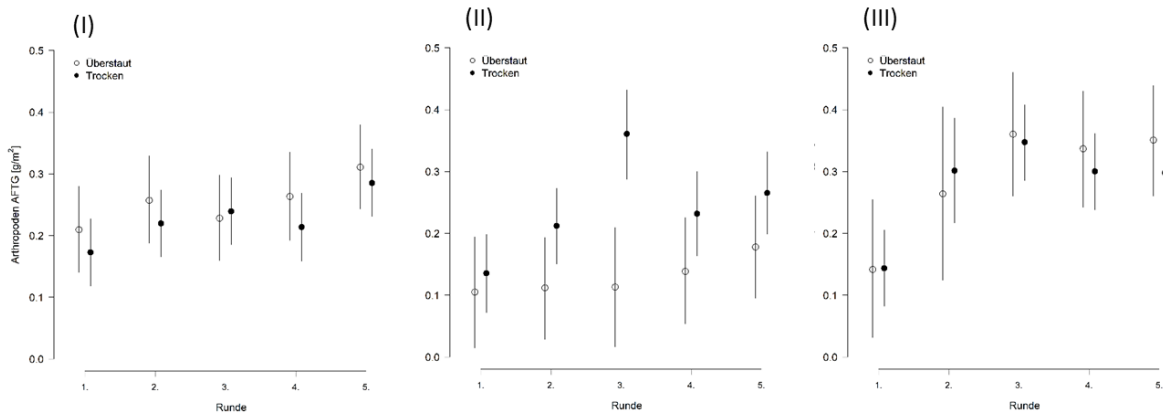 (I)
0.5
Überstaut
Trocken
0.4
0.3
0.2
0.1
0.0
Arthropoden AFTG [g/m²]
1. 2. 3. 4. 5.
Runde
(II)
0.5
Überstaut
Trocken
0.4
0.3
0.2
0.1
0.0
1. 2. 3. 4. 5.
Runde
(III)
0.5
Überstaut
Trocken
0.4
0.3
0.2
0.1
0.0
1. 2. 3. 4. 5.
Runde